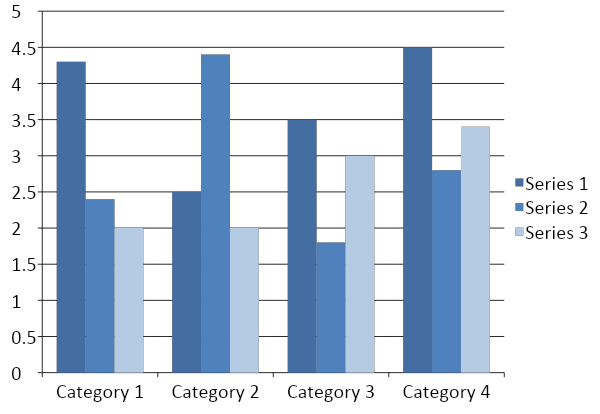 5
4.5
4
3.5
3
2.5
2
1.5
1
0.5
0
Category 1 Category 2 Category 3 Category 4
Series 1
Series 2
Series 3